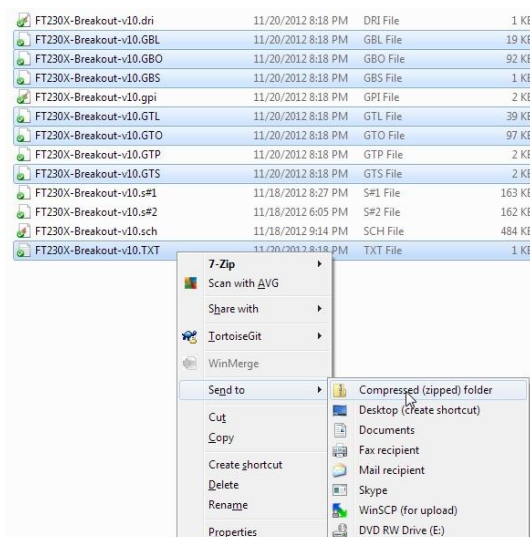 FT230X-Breakout-v10.dri 11/20/2012 8:18 PM DRI File 1 KB
FT230X-Breakout-v10.GBL 11/20/2012 8:18 PM GBL File 19 KB
FT230X-Breakout-v10.GBO 11/20/2012 8:18 PM GBO File 92 KB
FT230X-Breakout-v10.GBS 11/20/2012 8:18 PM GBS File 1 KB
FT230X-Breakout-v10.gpi 11/20/2012 8:18 PM GPI File 2 KB
FT230X-Breakout-v10.GTL 11/20/2012 8:18 PM GTL File 39 KB
FT230X-Breakout-v10.GTO 11/20/2012 8:18 PM GTO File 97 KB
FT230X-Breakout-v10.GTP 11/20/2012 8:18 PM GTP File 2 KB
FT230X-Breakout-v10.GTS 11/20/2012 8:18 PM GTS File 2 KB
FT230X-Breakout-v10.s#1 11/18/2012 8:27 PM S#1 File 163 KB
FT230X-Breakout-v10.s#2 11/18/2012 6:05 PM S#2 File 162 KB
FT230X-Breakout-v10.sch 11/18/2012 9:14 PM SCH File 484 KB
FT230X-Breakout-v10.TXT 11/20/2012 8:18 PM TXT File 1 KB
7-Zip
Scan with AVG
Share with
TortoiseGit
WinMerge
Send to
Cut
Copy
Create shortcut
Delete
Rename
Properties
Compressed (zipped) folder
Desktop (create shortcut)
Documents
Fax recipient
Mail recipient
Skype
WinSCP (for upload)
DVD RW Drive (E:)